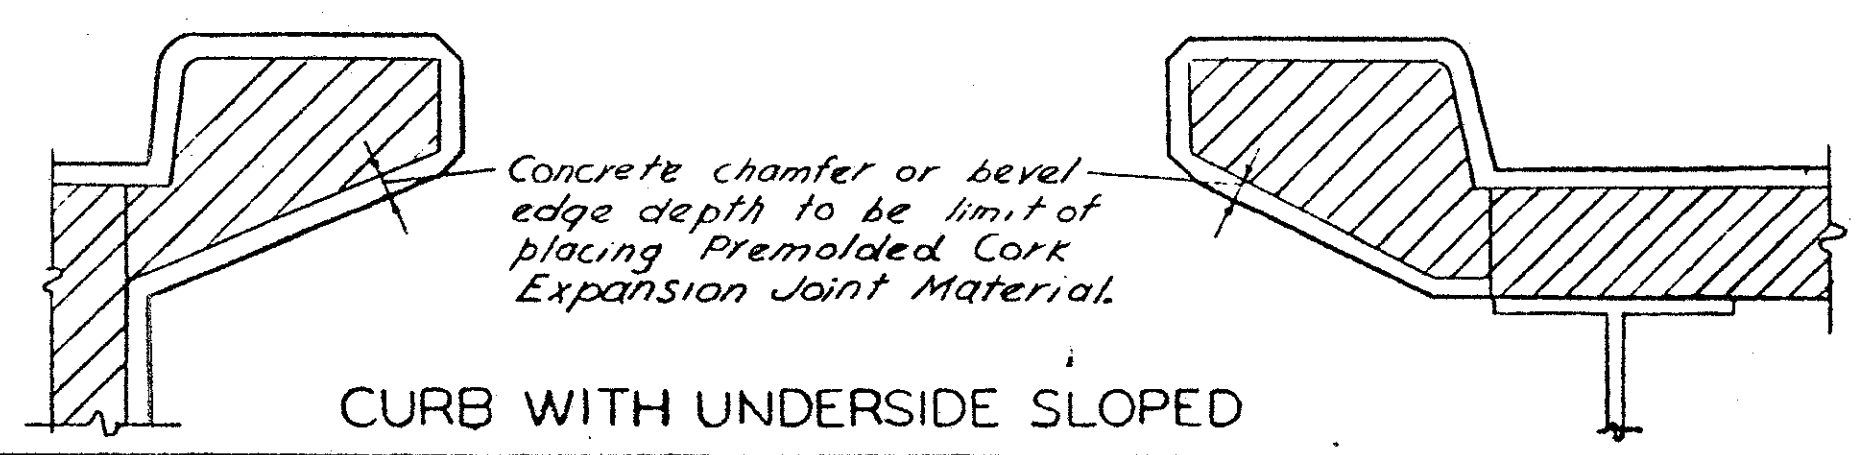 Concrete chamfer or bevel
edge depth to be limit of
placing Premolded Cork
Expansion Joint Material.
CURB WITH UNDERSIDE SLOPED